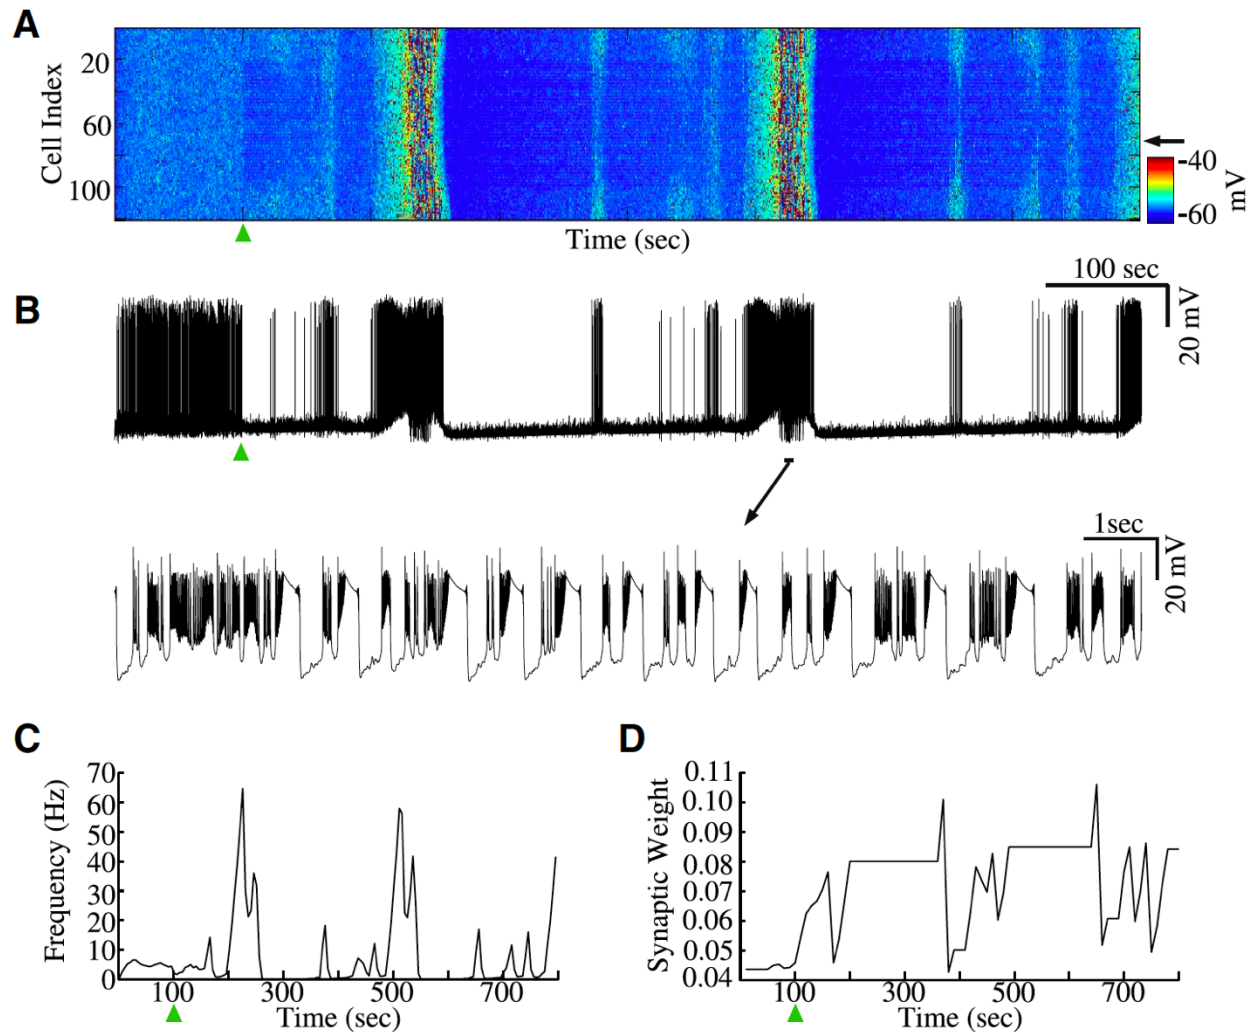 A
Cell Index
20
60
100
Time (sec)
-40
-60
mV
B
100 sec
20 mV
1sec
20 mV
C
Frequency (Hz)
70
60
50
40
30
20
10
0
100
300
500
700
Time (sec)
D
Synaptic Weight
0.11
0.10
0.09
0.08
0.07
0.06
0.05
0.04
100
300
500
700
Time (sec)